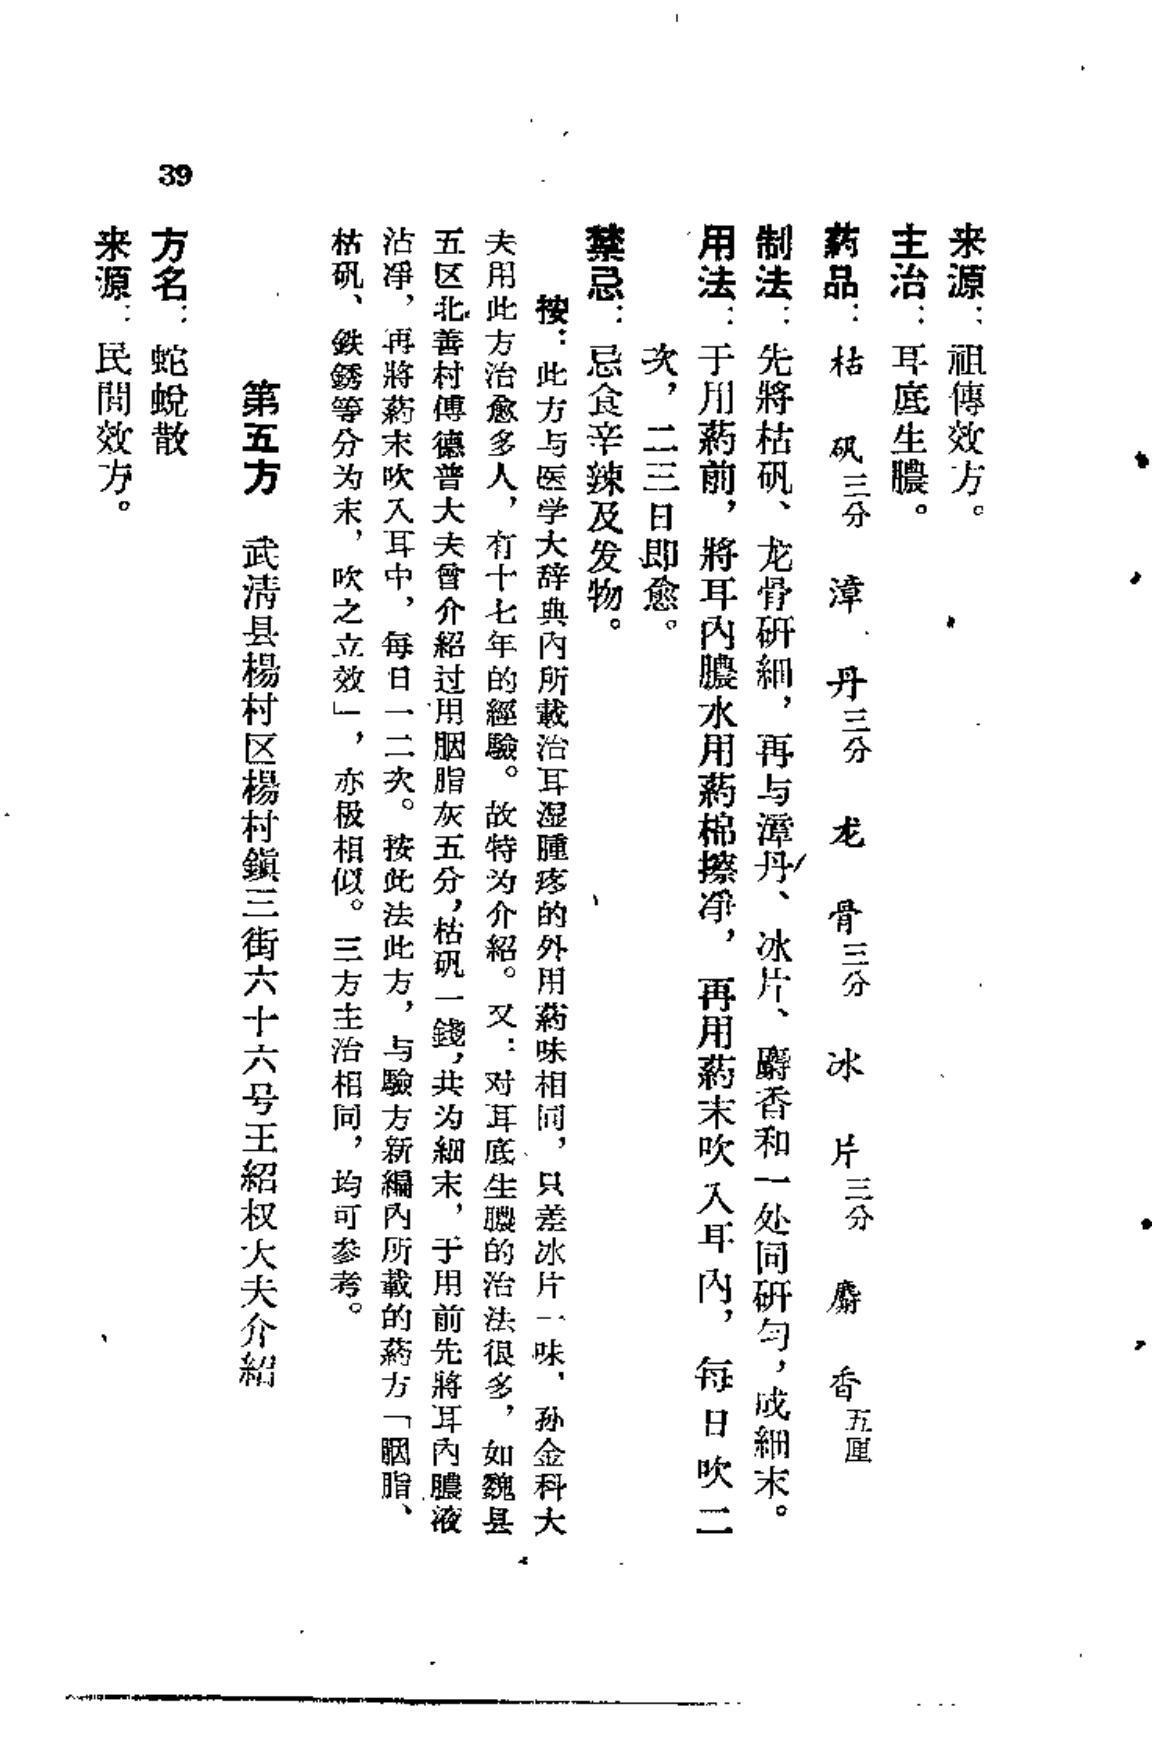 来源：祖傳效方。
主治：耳底生膿。
葯品：枯矾三分　漳丹三分　龙骨三分　冰片三分　麝香五厘
制法：先將枯矾、龙骨研細，再与漳丹、冰片、麝香和一处同研勻，成細末。
用法：于用葯前，將耳內膿水用葯棉擦凈，再用葯末吹入耳內，每日吹二
次，二三日即愈。
禁忌：忌食辛辣及发物。
按：此方与医学大辞典內所載治耳湿腫疼的外用葯味相同，只差冰片一味，孙金科大
夫用此方治愈多人，有十七年的經驗。故特为介紹。又：对耳底生膿的治法很多，如魏县
五区北善村傅德普大夫曾介紹过用胭脂灰五分，枯矾一錢，共为細末，于用前先將耳內膿液
沾凈，再將葯末吹入耳中，每日一二次。按此法此方，与驗方新編內所載的葯方「胭脂、
枯矾、鉄銹等分为末，吹之立效」，亦极相似。三方主治相同，均可参考。
第五方　武清县楊村区楊村鎮三街六十六号王紹权大夫介紹
方名：蛇蛻散
来源：民間效方。
39